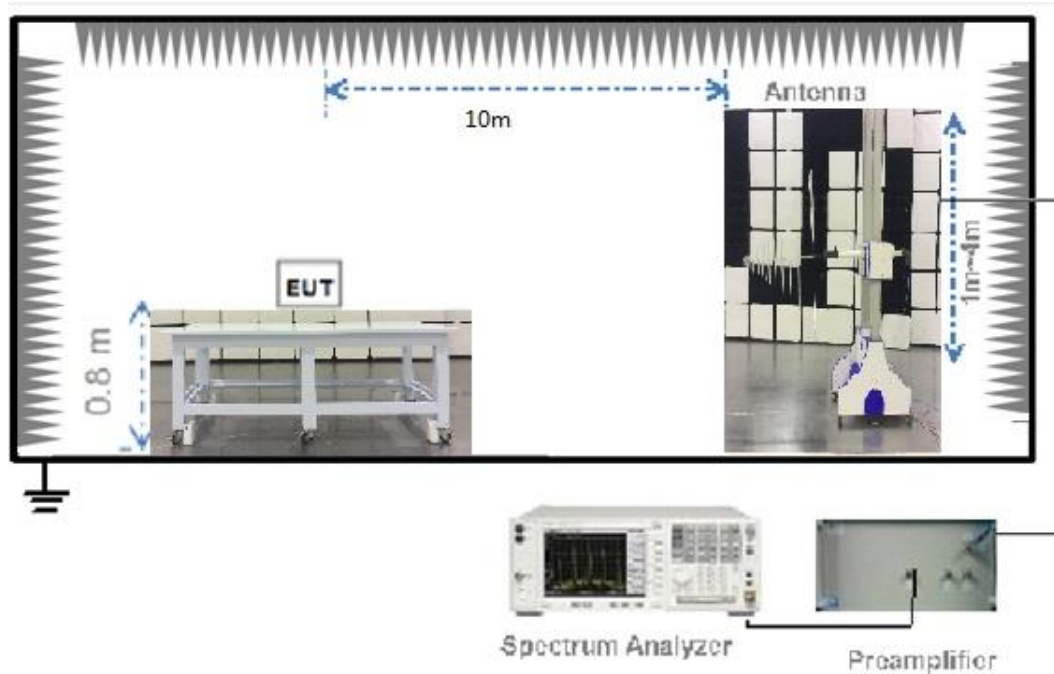 Antenna
10m
1m~4m
EUT
0.8 m
Spectrum Analyzer
Preamplifier